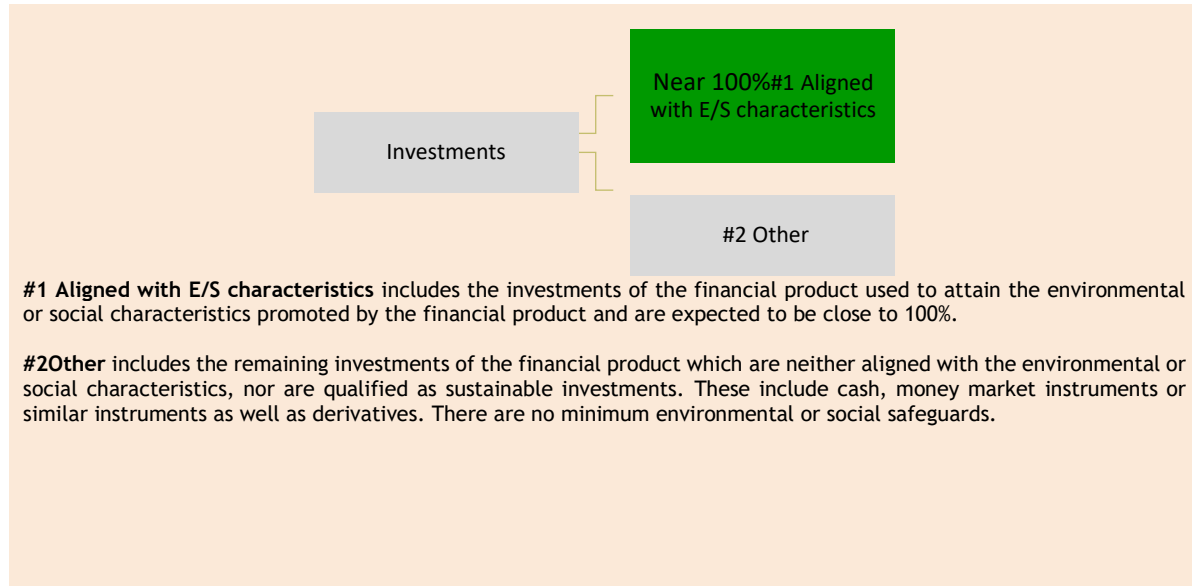 Near 100%#1 Aligned
with E/S characteristics
Investments
#2 Other
#1 Aligned with E/S characteristics includes the investments of the financial product used to attain the environmental
or social characteristics promoted by the financial product and are expected to be close to 100%.
#2Other includes the remaining investments of the financial product which are neither aligned with the environmental or
social characteristics, nor are qualified as sustainable investments. These include cash, money market instruments or
similar instruments as well as derivatives. There are no minimum environmental or social safeguards.